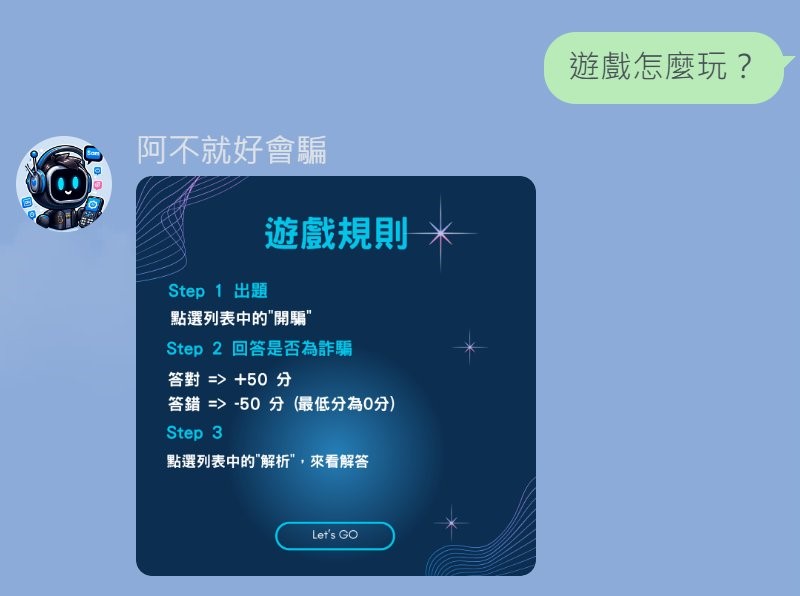 遊戲怎麼玩？
阿不就好會騙
遊戲規則
Step 1 出題
點選列表中的"開騙"
Step 2 回答是否為詐騙
答對 => +50 分
答錯 => -50 分 (最低分為0分)
Step 3
點選列表中的"解析"，來看解答
Let's GO